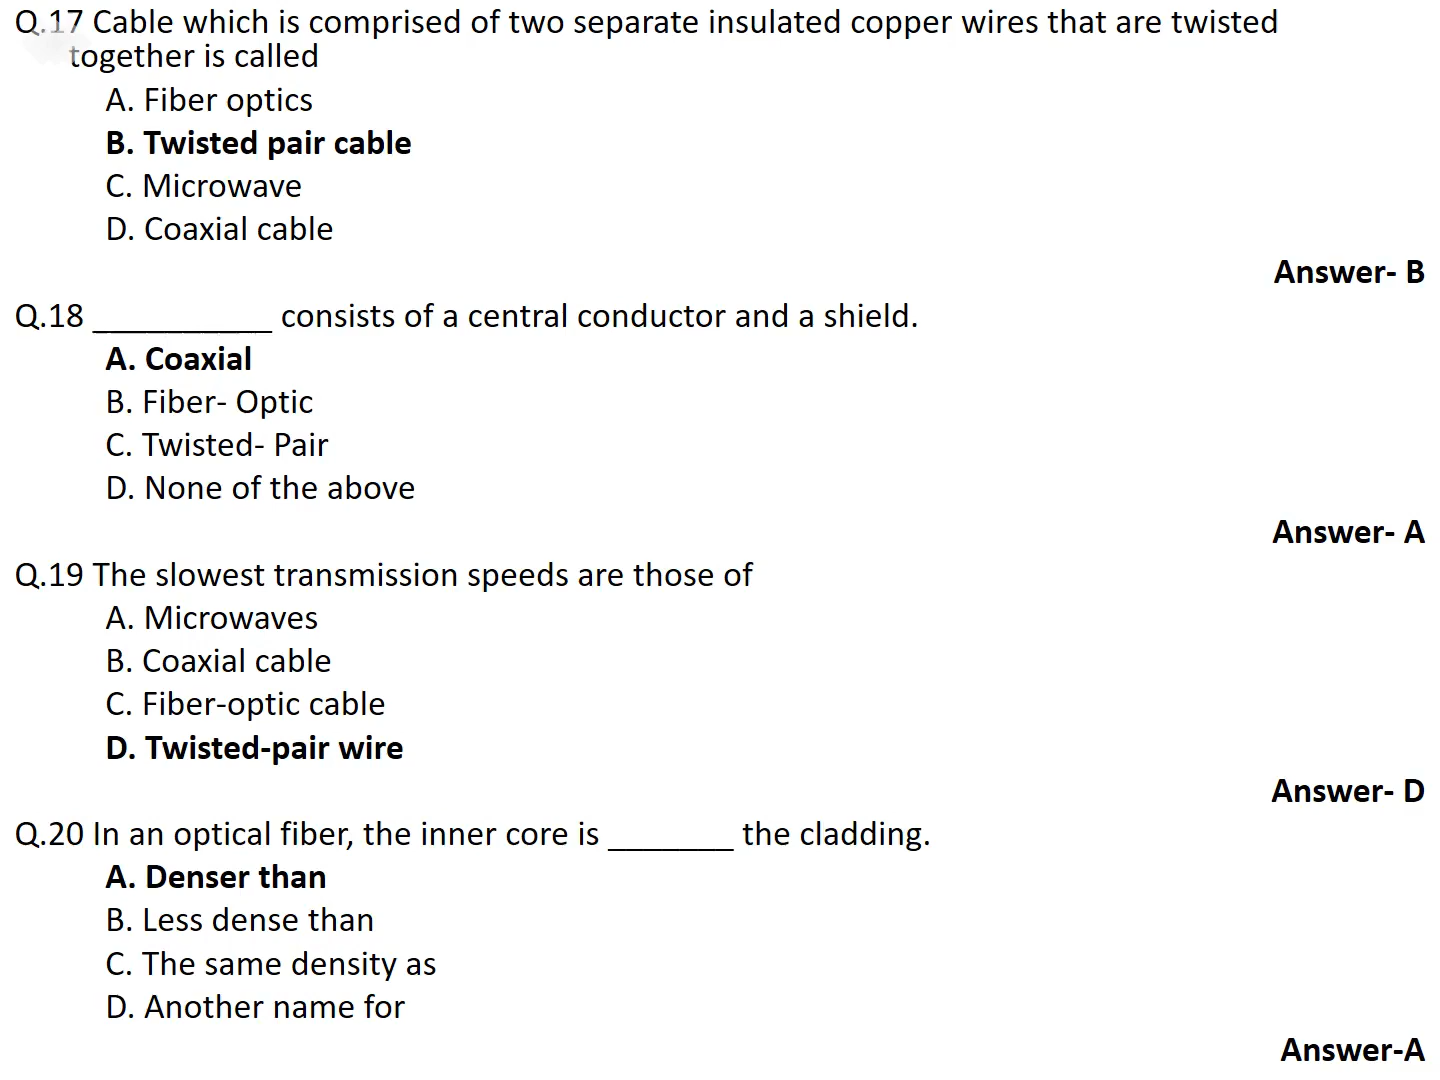 Q.17 Cable which is comprised of two separate insulated copper wires that are twisted
together is called
A. Fiber optics
B. Twisted pair cable
C. Microwave
D. Coaxial cable
Answer- B
Q.18 __________ consists of a central conductor and a shield.
A. Coaxial
B. Fiber- Optic
C. Twisted- Pair
D. None of the above
Answer- A
Q.19 The slowest transmission speeds are those of
A. Microwaves
B. Coaxial cable
C. Fiber-optic cable
D. Twisted-pair wire
Answer- D
Q.20 In an optical fiber, the inner core is _______ the cladding.
A. Denser than
B. Less dense than
C. The same density as
D. Another name for
Answer-A